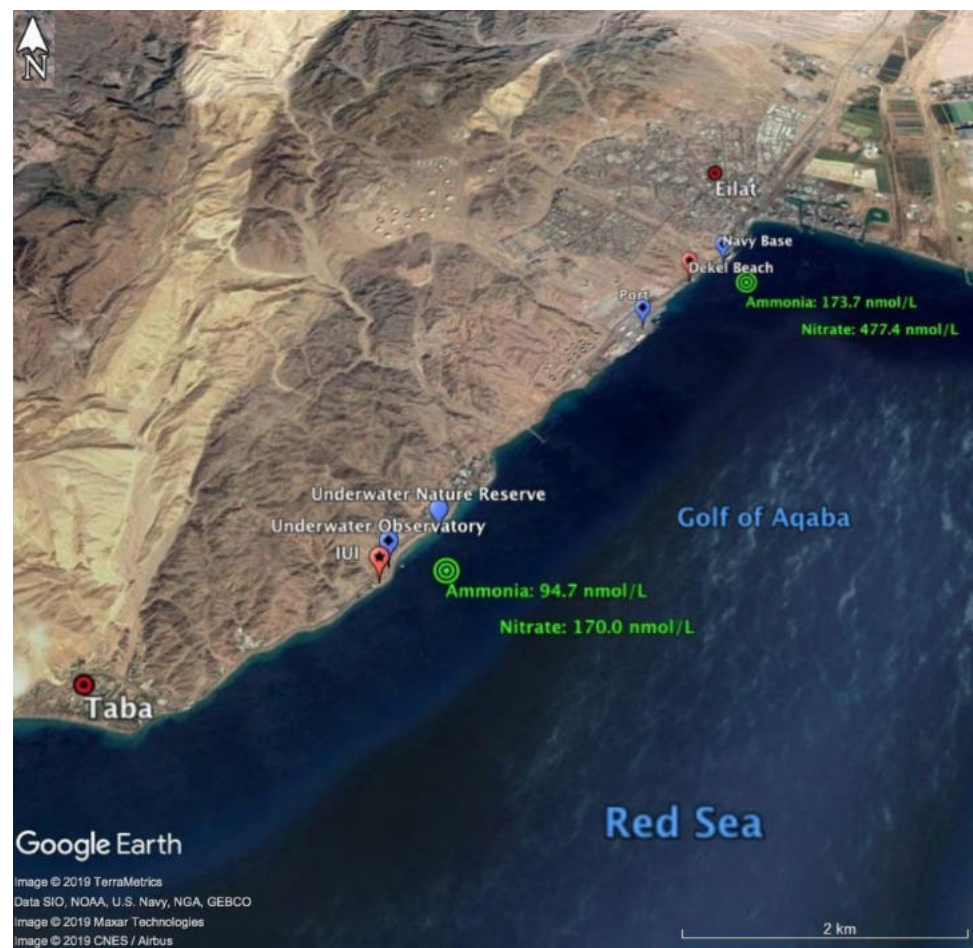 N
Eilat
Navy Base
Dekel Beach
Port
Ammonia: 173.7 nmol/L
Nitrate: 477.4 nmol/L
Underwater Nature Reserve
Golf of Aqaba
Underwater Observatory
IUI
Ammonia: 94.7 nmol/L
Nitrate: 170.0 nmol/L
Taba
Red Sea
Google Earth
Image © 2019 TerraMetrics
Data SIO, NOAA, U.S. Navy, NGA, GEBCO
Image © 2019 Maxar Technologies
Image © 2019 CNES / Airbus
2 km